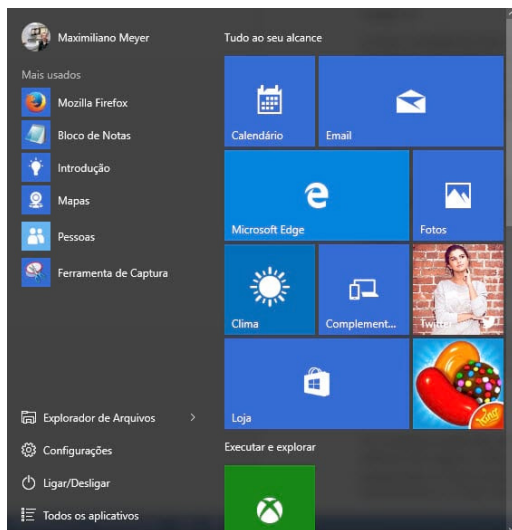 Maximiliano Meyer
Mais usados
Mozilla Firefox
Bloco de Notas
Introdução
Mapas
Pessoas
Ferramenta de Captura
Explorador de Arquivos
Configurações
Ligar/Desligar
Todos os aplicativos
Tudo ao seu alcance
Calendário
Email
Microsoft Edge
Fotos
Clima
Complement...
Twitter
Loja
King
Executar e explorar